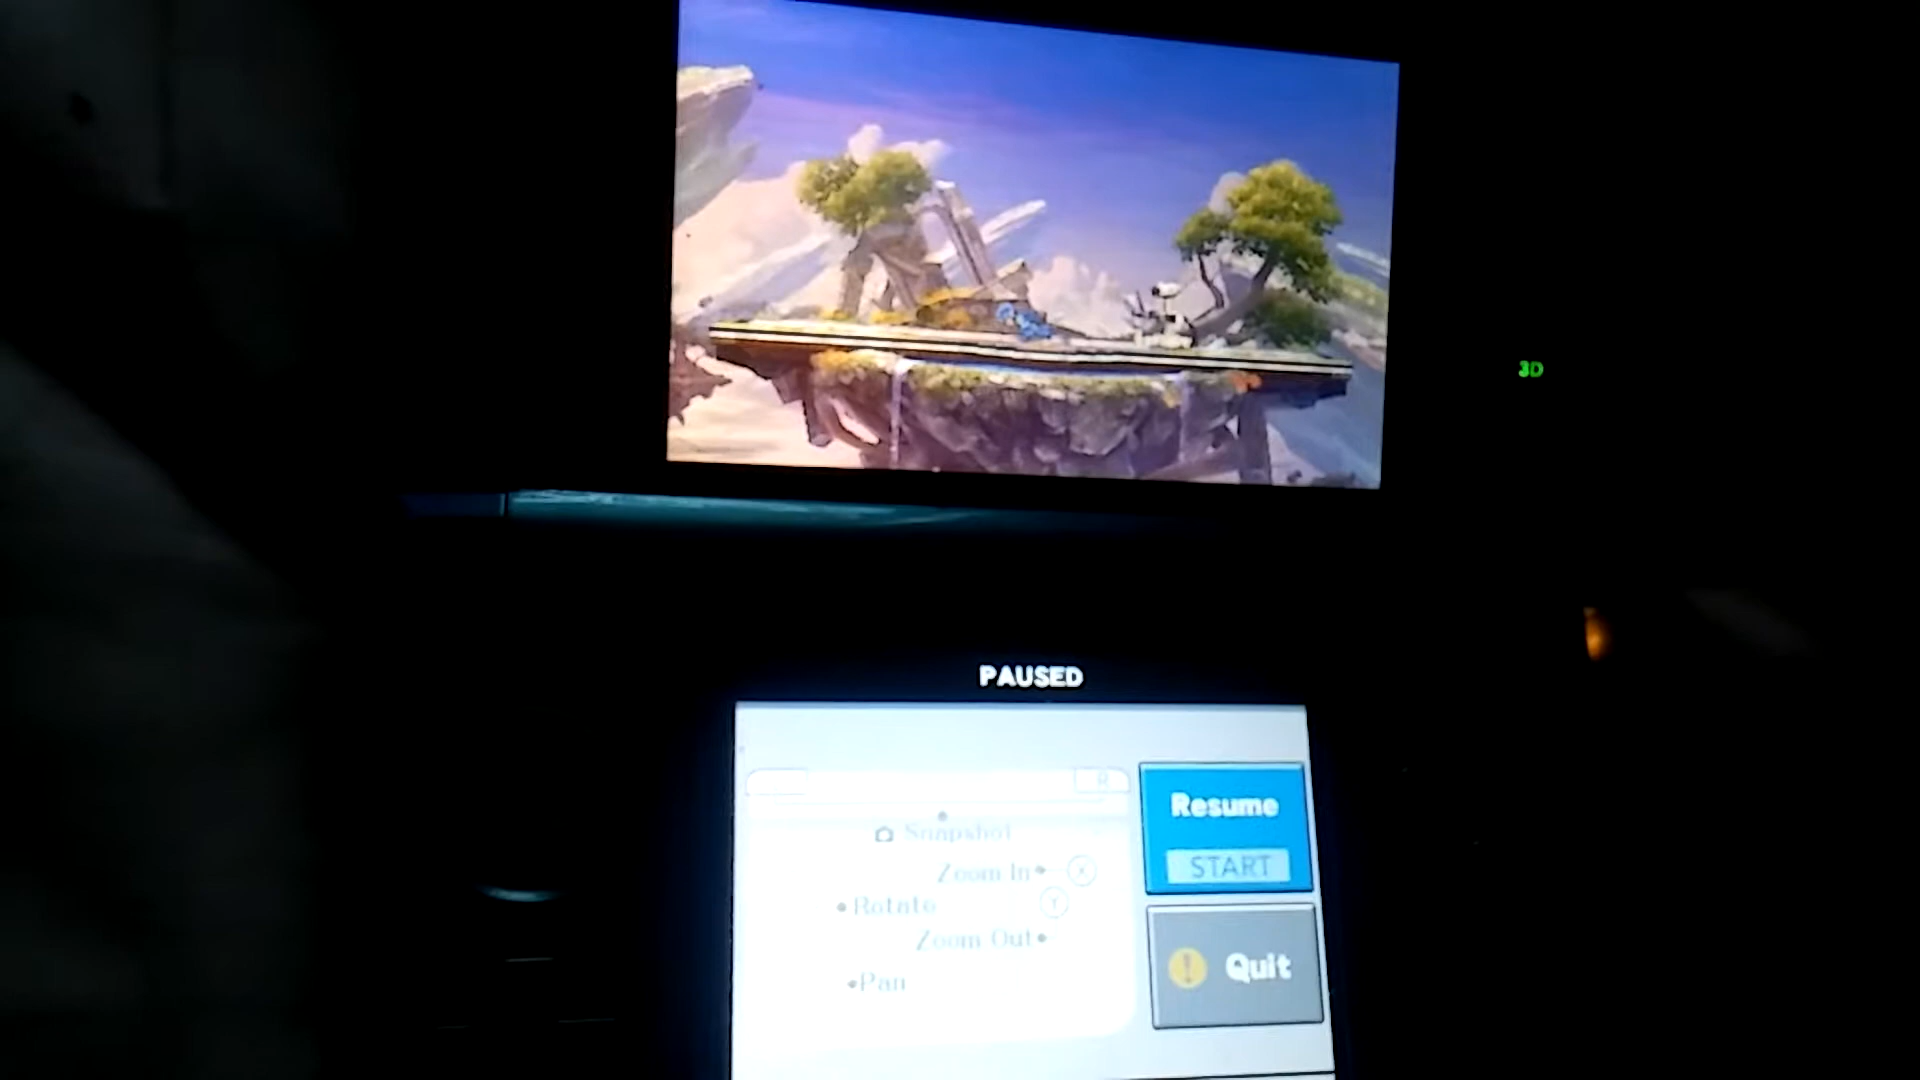 3D
PAUSED
R
Resume
Snapshot
START
Zoom In
X
Rotate
Y
Zoom Out
Quit
Pan